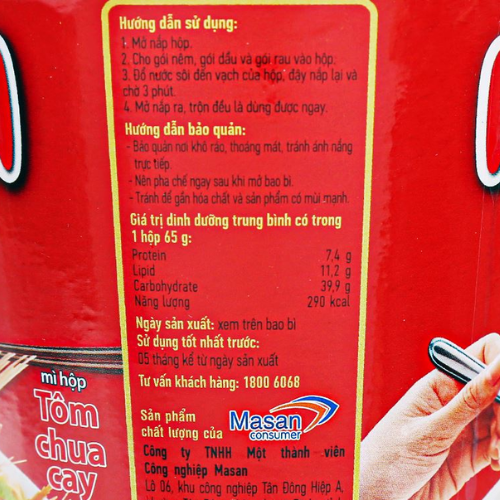 Hướng dẫn sử dụng:
1. Mở nắp hộp.
2. Cho gói nêm, gói dầu và gói rau vào hộp.
3. Đổ nước sôi đến vạch của hộp, đậy nắp lại và
chờ 3 phút.
4. Mở nắp ra, trộn đều là dùng được ngay.
Hướng dẫn bảo quản:
- Bảo quản nơi khô ráo, thoáng mát, tránh ánh nắng
trực tiếp.
- Nên pha chế ngay sau khi mở bao bì.
- Tránh để gần hóa chất và sản phẩm có mùi mạnh.
Giá trị dinh dưỡng trung bình có trong
1 hộp 65 g:
Protein 7,4 g
Lipid 11,2 g
Carbohydrate 39,9 g
Năng lượng 290 kcal
Ngày sản xuất: xem trên bao bì
Sử dụng tốt nhất trước:
05 tháng kể từ ngày sản xuất
Tư vấn khách hàng: 1800 6068
Sản phẩm
chất lượng của
Masan
consumer
Công ty TNHH Một thành viên
Công nghiệp Masan
Lô 06, khu công nghiệp Tân Đông Hiệp A,
mì hộp
Tôm
chua
cay